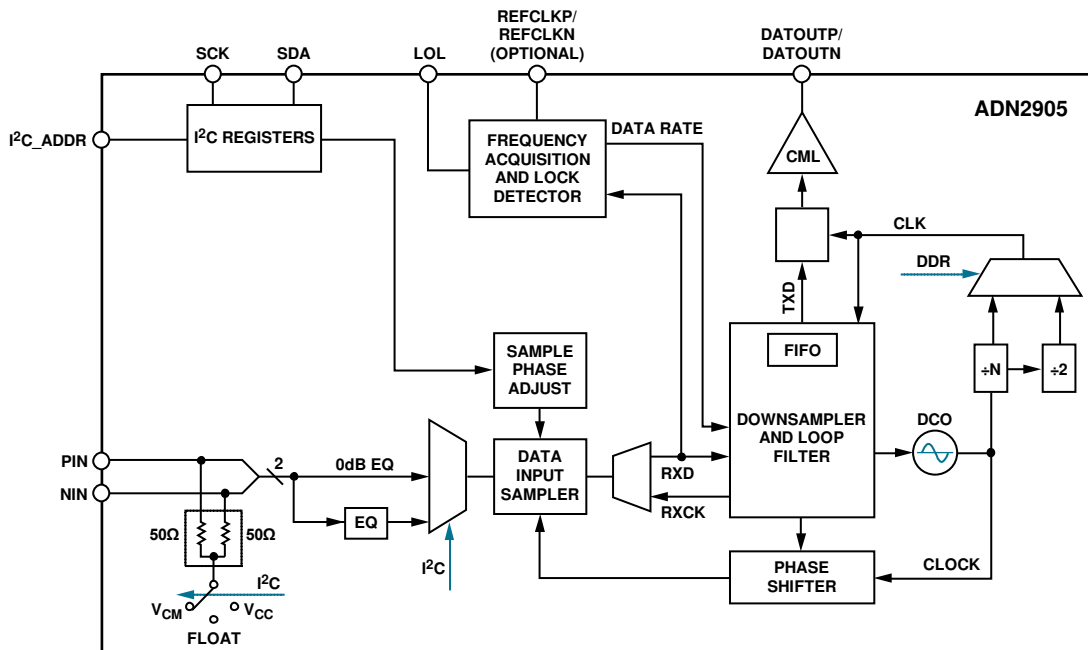 REFCLKP/
REFCLKN
(OPTIONAL)
DATOUTP/
DATOUTN
SCK
SDA
LOL
ADN2905
I²C_ADDR
I²C REGISTERS
FREQUENCY
ACQUISITION
AND LOCK
DETECTOR
DATA RATE
CML
CLK
DDR
TXD
FIFO
÷N
÷2
SAMPLE
PHASE
ADJUST
DOWNSAMPLER
AND LOOP
FILTER
DCO
PIN
NIN
2
0dB EQ
EQ
DATA
INPUT
SAMPLER
RXD
RXCK
50Ω
50Ω
I²C
I²C
V_CM
V_CC
FLOAT
PHASE
SHIFTER
CLOCK